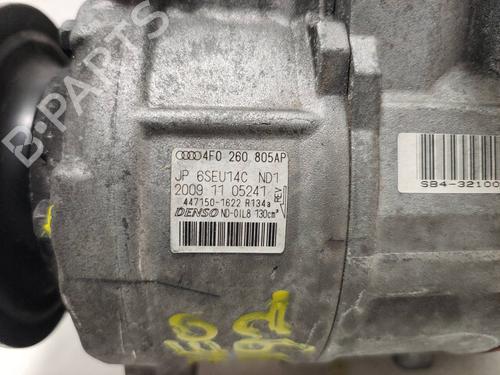 B-PARTS
4F0 260 805AP
JP 6SEU14C ND1
2009 11 05241
REV
447150-1622 R134a
DENSO ND-OIL8 130cm³
SB4-32100